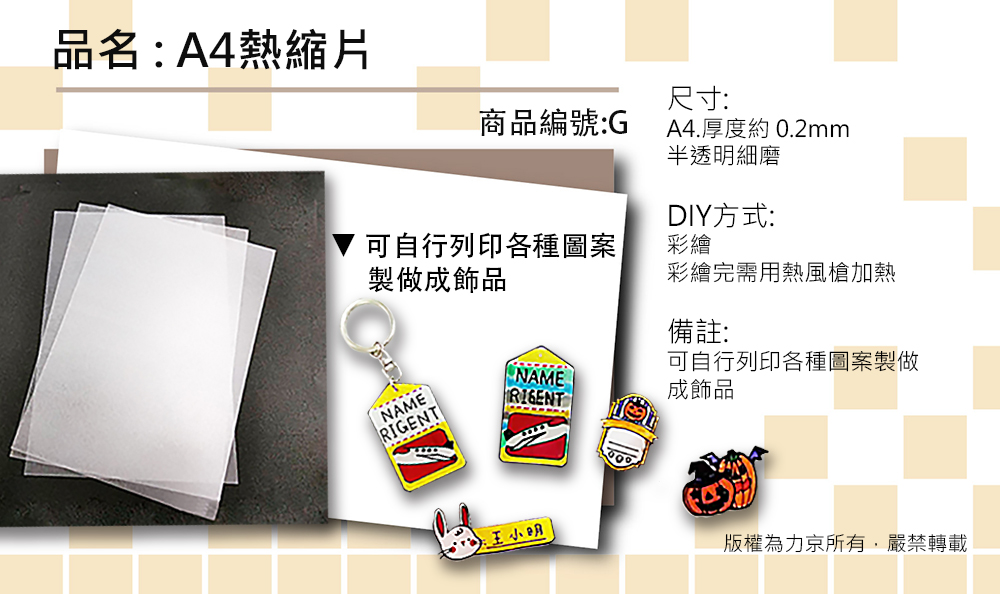 品名 : A4熱縮片
商品編號:G
尺寸:
A4.厚度約 0.2mm
半透明細磨
DIY方式:
彩繪
彩繪完需用熱風槍加熱
備註:
可自行列印各種圖案製做
成飾品
▼ 可自行列印各種圖案
製做成飾品
NAME
RIGENT
NAME
RIGENT
王小明
版權為力京所有，嚴禁轉載